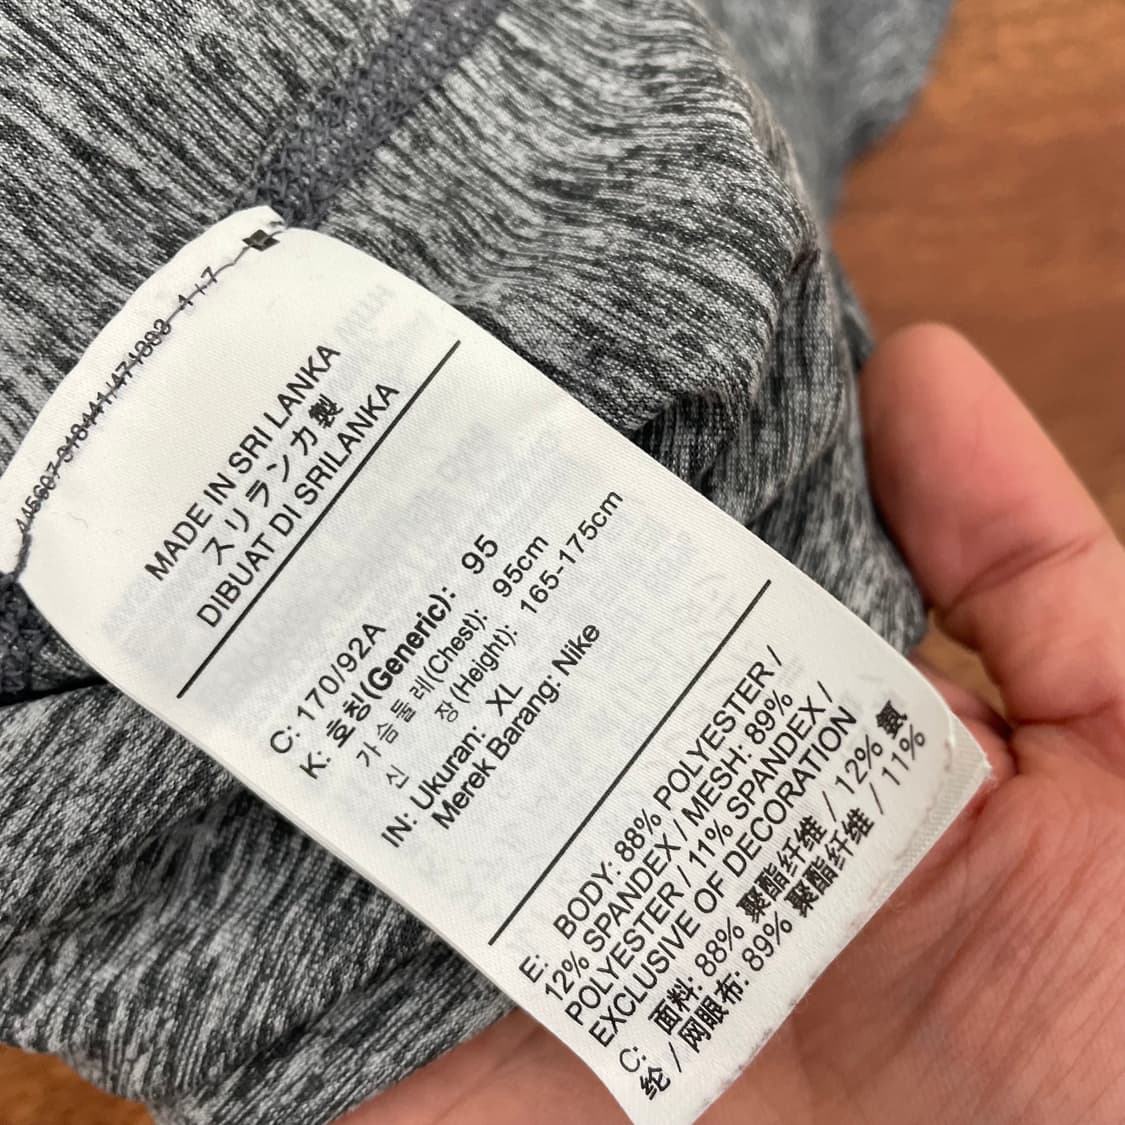 MADE IN SRI LANKA
スリランカ製
DIBUAT DI SRILANKA
C: 170/92A
K: 호칭(Generic): 95
가슴둘레(Chest): 95cm
신 장(Height): 165-175cm
IN: Ukuran: XL
Merek Barang: Nike
E: BODY: 88% POLYESTER /
12% SPANDEX / MESH: 89%
POLYESTER / 11% SPANDEX /
EXCLUSIVE OF DECORATION
C: 面料: 88% 聚酯纤维 / 12% 氨
纶 / 网眼布: 89% 聚酯纤维 / 11%